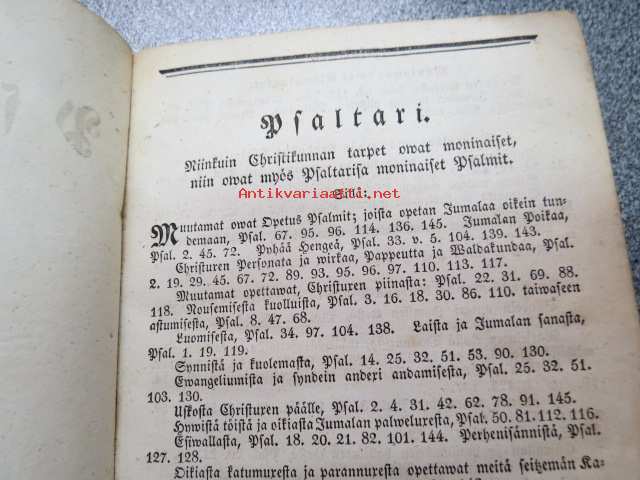 Psaltari.
Niinkuin Christikunnan tarpet owat moninaiset,
niin owat myös Psaltarisa moninaiset Psalmit.
Antikvariaatti.net
Sillä:
Muutamat owat Opetus Psalmit; joista opetan Jumalaa oikein tun-
demaan, Psal. 67. 95. 96. 114. 136. 145. Jumalan Poikaa,
Psal. 2. 45. 72. Pyhää Hengeä, Psal. 33. v. 5. 104. 139. 143.
Christuxen Personata ja wirkaa, Pappeutta ja Waldakundaa, Psal.
2. 19. 29. 45. 67. 72. 89. 93. 95. 96. 97. 110. 113. 117.
Muutamat opettawat, Christuxen piinasta: Psal. 22. 31. 69. 88.
118. Nousemisesta kuolluista, Psal. 3. 16. 18. 30. 86. 110. taiwaseen
astumisesta, Psal. 8. 47. 68.
Luomisesta, Psal. 34. 97. 104. 138. Laista ja Jumalan sanasta,
Psal. 1. 19. 119.
Synnistä ja kuolemasta, Psal. 14. 25. 32. 51. 53. 90. 130.
Ewangeliumista ja syndein andexi andamisesta, Psal. 25. 32. 51.
103. 130.
Uskosta Christuxen päälle, Psal. 2. 4. 31. 42. 62. 78. 91. 145.
Hywistä töistä ja oikiasta Jumalan palweluxesta, Psal. 50. 81. 112. 116.
Esiwallasta, Psal. 18. 20. 21. 82. 101. 144. Perhenisännistä, Psal.
127. 128.
Oikiasta katumuxesta ja parannuxesta opettawat meitä seitzemän Ka-